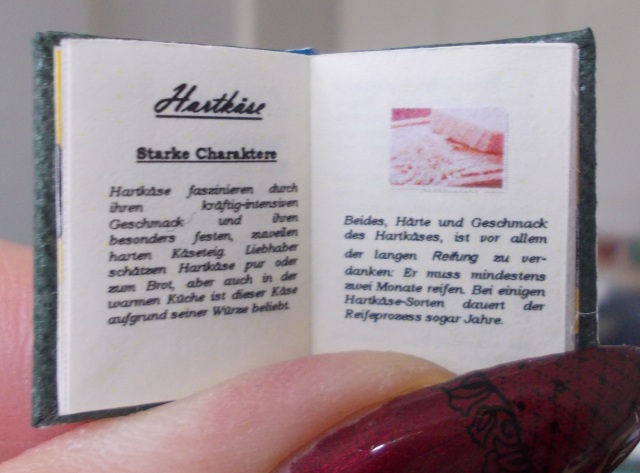 Hartkäse
Starke Charaktere
Hartkäse faszinieren durch
ihren kräftig-intensiven
Geschmack und ihren
besonders festen, zuweilen
harten Käseteig. Liebhaber
schätzen Hartkäse pur oder
zum Brot, aber auch in der
warmen Küche ist dieser Käse
aufgrund seiner Würze beliebt.
Beides, Härte und Geschmack
des Hartkäses, ist vor allem
der langen Reifung zu ver-
danken: Er muss mindestens
zwei Monate reifen. Bei einigen
Hartkäse-Sorten dauert der
Reifeprozess sogar Jahre.